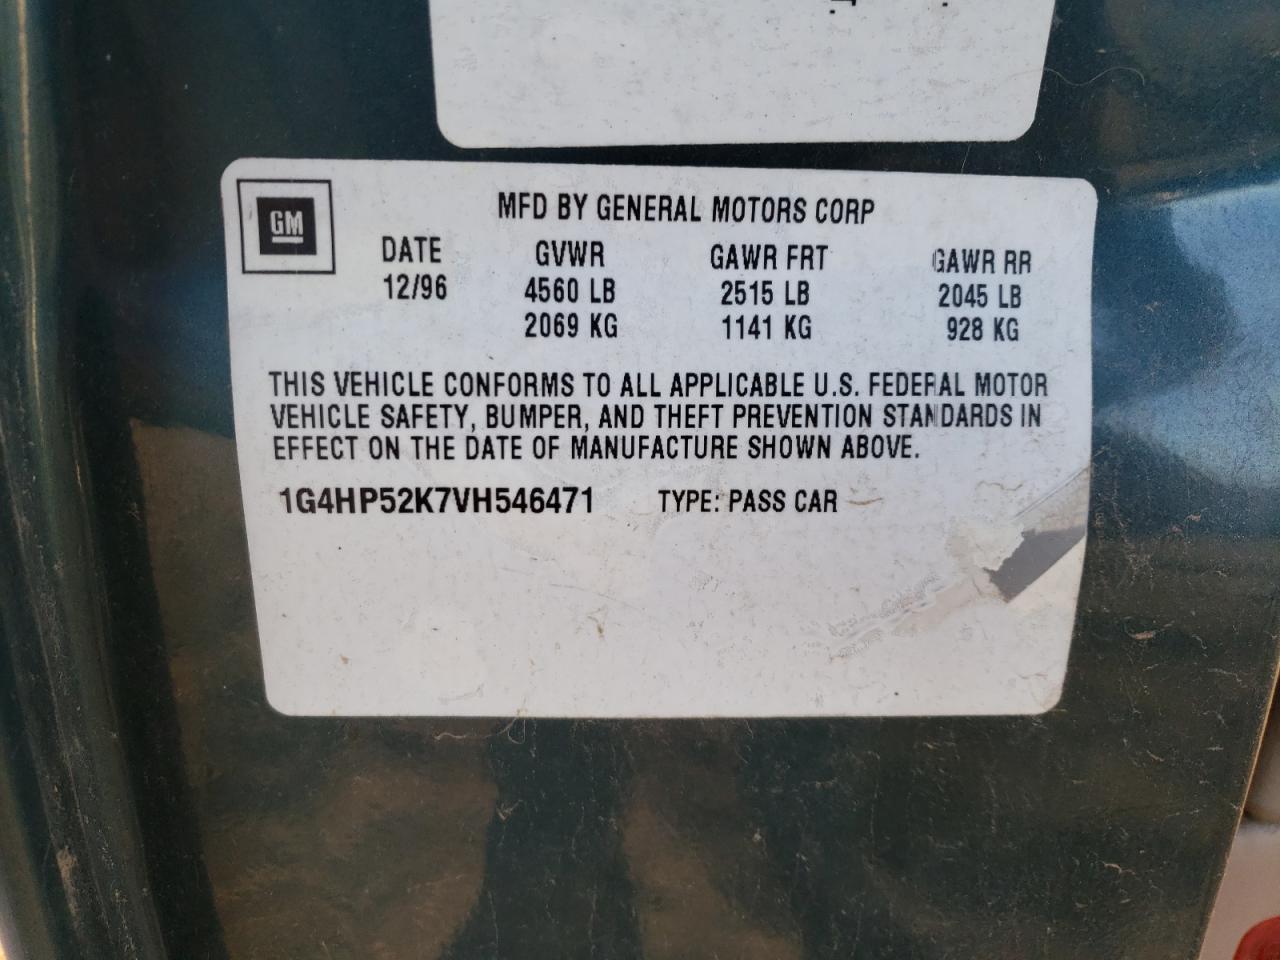 GM
MFD BY GENERAL MOTORS CORP
DATE GVWR GAWR FRT GAWR RR
12/96 4560 LB 2515 LB 2045 LB
2069 KG 1141 KG 928 KG
THIS VEHICLE CONFORMS TO ALL APPLICABLE U.S. FEDERAL MOTOR
VEHICLE SAFETY, BUMPER, AND THEFT PREVENTION STANDARDS IN
EFFECT ON THE DATE OF MANUFACTURE SHOWN ABOVE.
1G4HP52K7VH546471 TYPE: PASS CAR